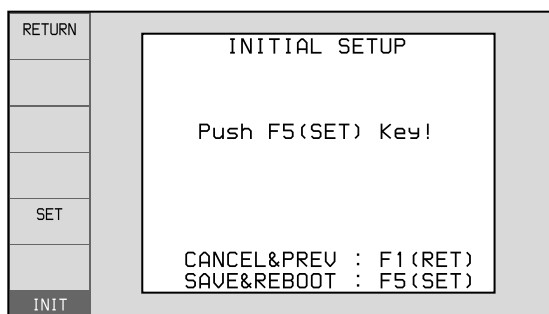 RETURN
SET
INIT
INITIAL SETUP
Push F5(SET) Key!
CANCEL&PREV : F1(RET)
SAVE&REBOOT : F5(SET)